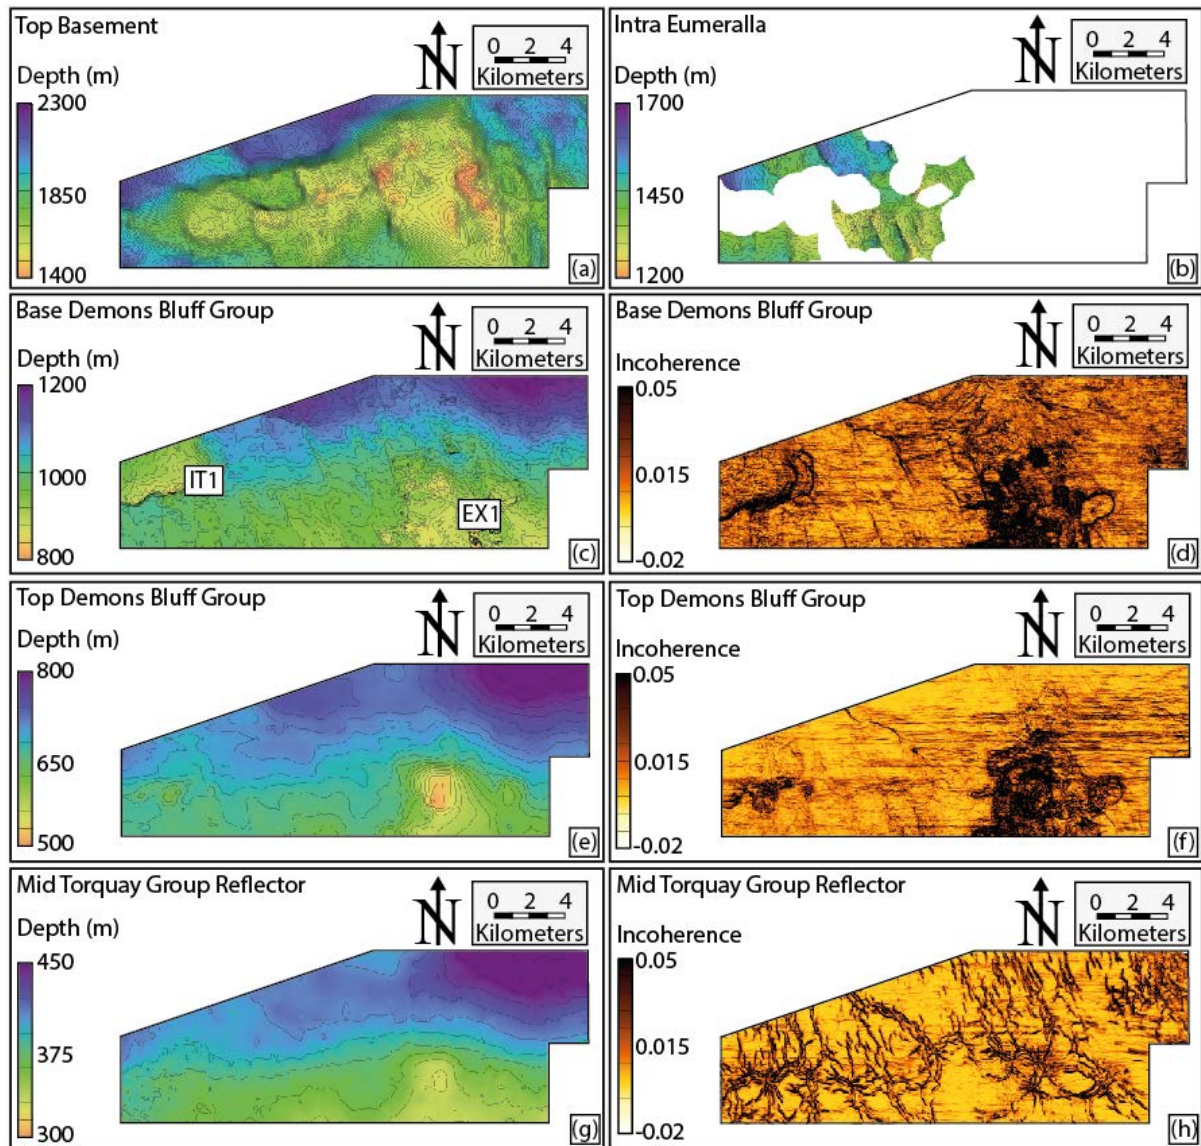 Top Basement
N
0 2 4
Kilometers
Depth (m)
2300
1850
1400
(a)
Intra Eumeralla
N
0 2 4
Kilometers
Depth (m)
1700
1450
1200
(b)
Base Demons Bluff Group
N
0 2 4
Kilometers
Depth (m)
1200
1000
800
IT1
EX1
(c)
Base Demons Bluff Group
N
0 2 4
Kilometers
Incoherence
0.05
0.015
-0.02
(d)
Top Demons Bluff Group
N
0 2 4
Kilometers
Depth (m)
800
650
500
(e)
Top Demons Bluff Group
N
0 2 4
Kilometers
Incoherence
0.05
0.015
-0.02
(f)
Mid Torquay Group Reflector
N
0 2 4
Kilometers
Depth (m)
450
375
300
(g)
Mid Torquay Group Reflector
N
0 2 4
Kilometers
Incoherence
0.05
0.015
-0.02
(h)